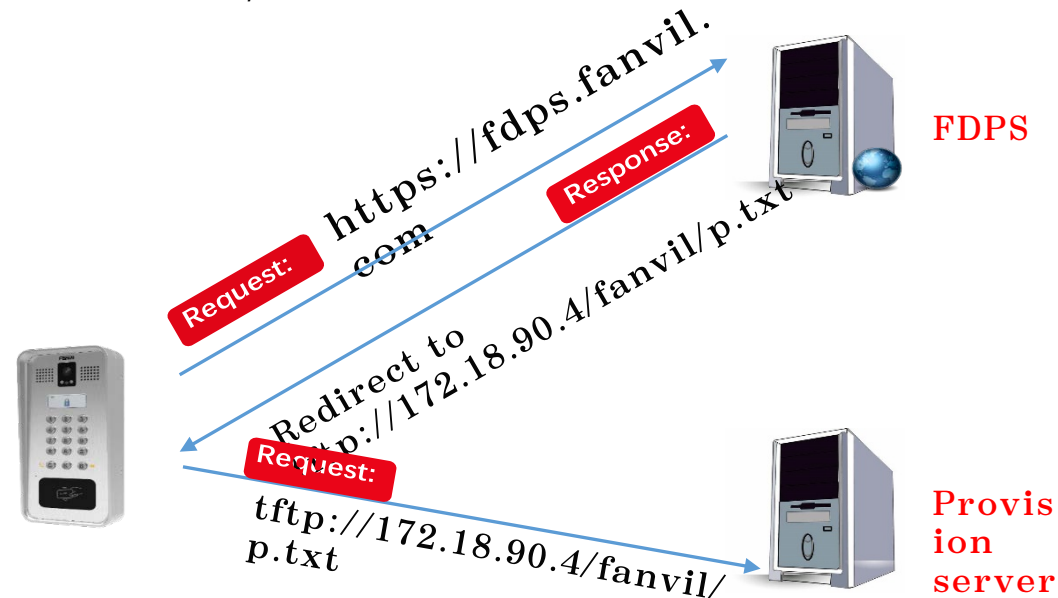 Request:
https://fdps.fanvil.
com
Response:
Redirect to
tftp://172.18.90.4/fanvil/p.txt
Request:
tftp://172.18.90.4/fanvil/
p.txt
FDPS
Provis
ion
server